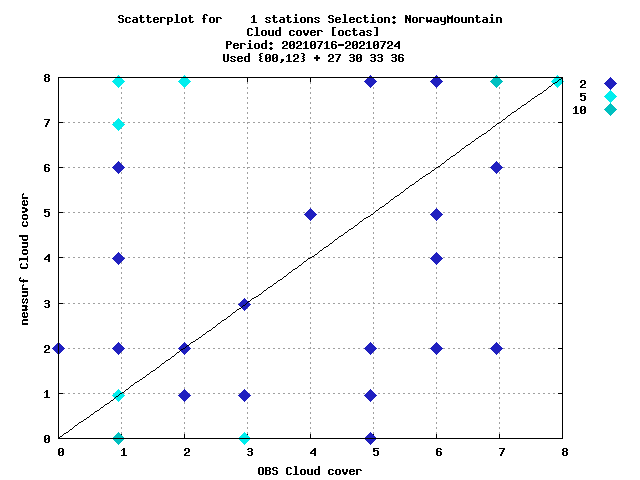 Scatterplot for    1 stations Selection: NorwayMountain
Cloud cover [octas]
Period: 20210716-20210724
Used {00,12} + 27 30 33 36
8
7
6
5
4
3
2
1
0
newsurf Cloud cover
0 1 2 3 4 5 6 7 8
OBS Cloud cover
2
5
10